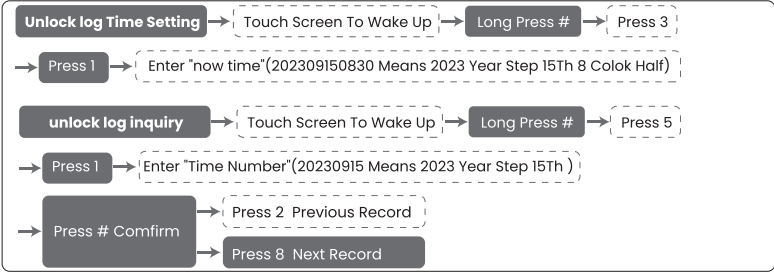 Unlock log Time Setting Touch Screen To Wake Up Long Press # Press 3
Press 1 Enter "now time"(202309150830 Means 2023 Year Step 15Th 8 Colok Half)
unlock log inquiry Touch Screen To Wake Up Long Press # Press 5
Press 1 Enter "Time Number"(20230915 Means 2023 Year Step 15Th )
Press # Comfirm
Press 2 Previous Record
Press 8 Next Record